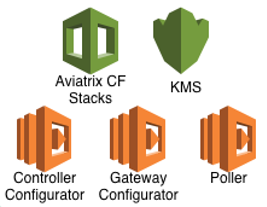 Aviatrix CF
Stacks
KMS
Controller
Configurator
Gateway
Configurator
Poller